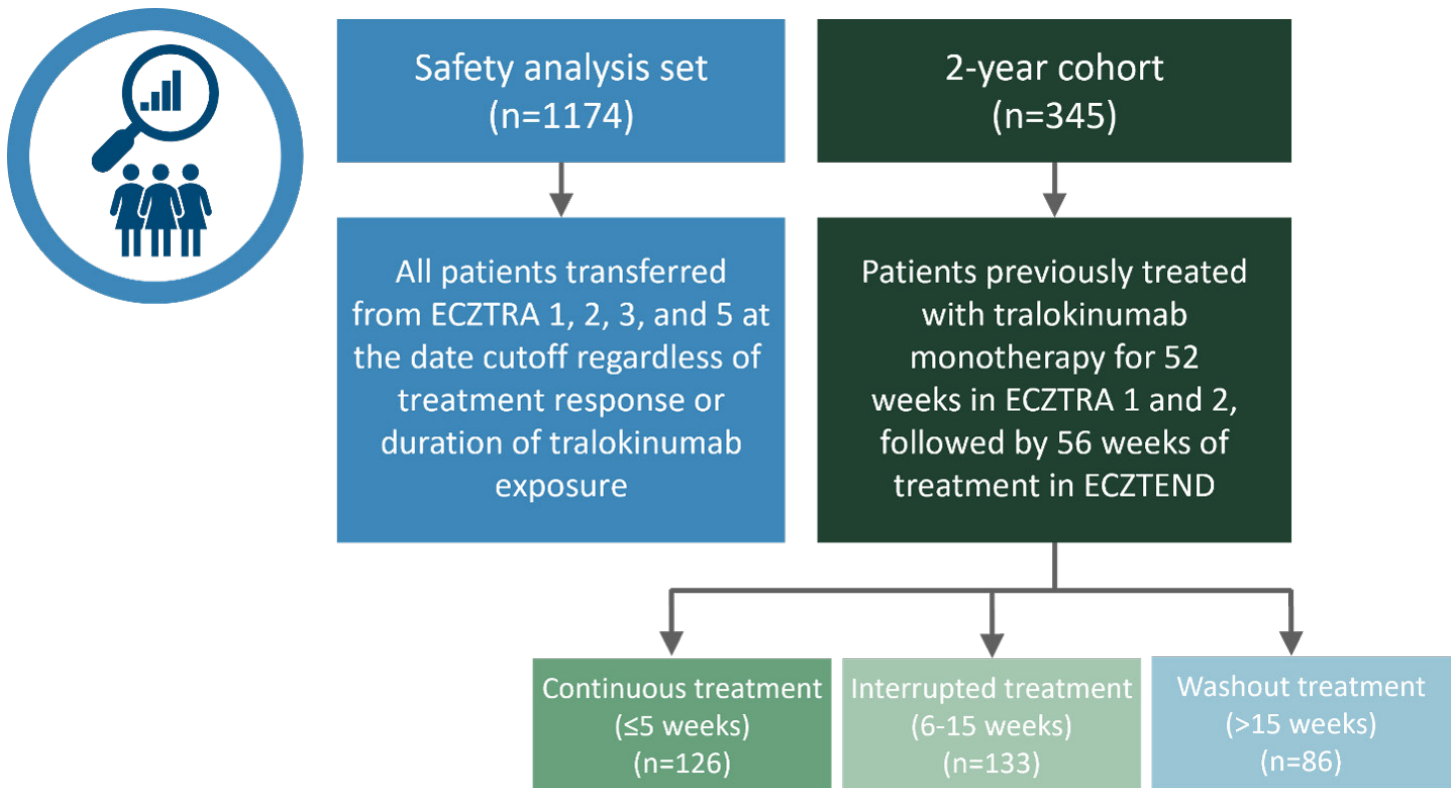 Safety analysis set
(n=1174)
2-year cohort
(n=345)
All patients transferred
from ECZTRA 1, 2, 3, and 5 at
the date cutoff regardless of
treatment response or
duration of tralokinumab
exposure
Patients previously treated
with tralokinumab
monotherapy for 52
weeks in ECZTRA 1 and 2,
followed by 56 weeks of
treatment in ECZTEND
Continuous treatment
(≤5 weeks)
(n=126)
Interrupted treatment
(6-15 weeks)
(n=133)
Washout treatment
(>15 weeks)
(n=86)